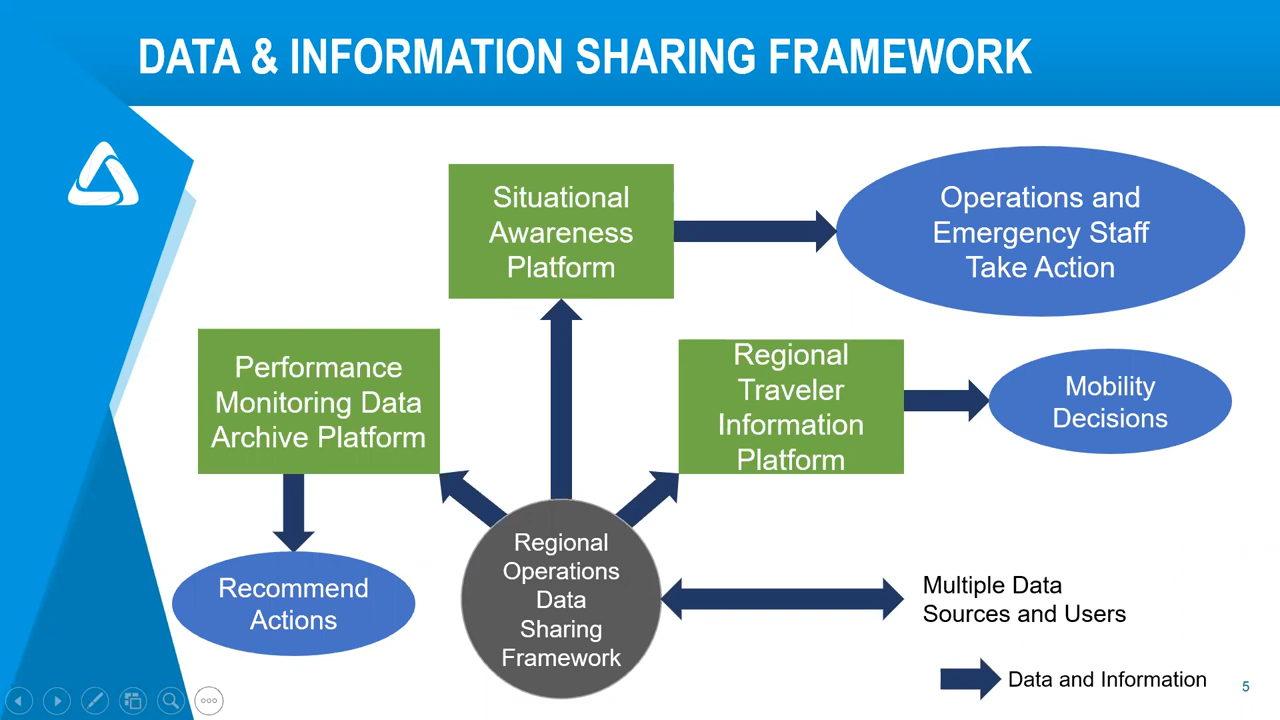 DATA & INFORMATION SHARING FRAMEWORK
Situational
Awareness
Platform
Operations and
Emergency Staff
Take Action
Performance
Monitoring Data
Archive Platform
Regional
Traveler
Information
Platform
Mobility
Decisions
Recommend
Actions
Regional
Operations
Data
Sharing
Framework
Multiple Data
Sources and Users
Data and Information
5